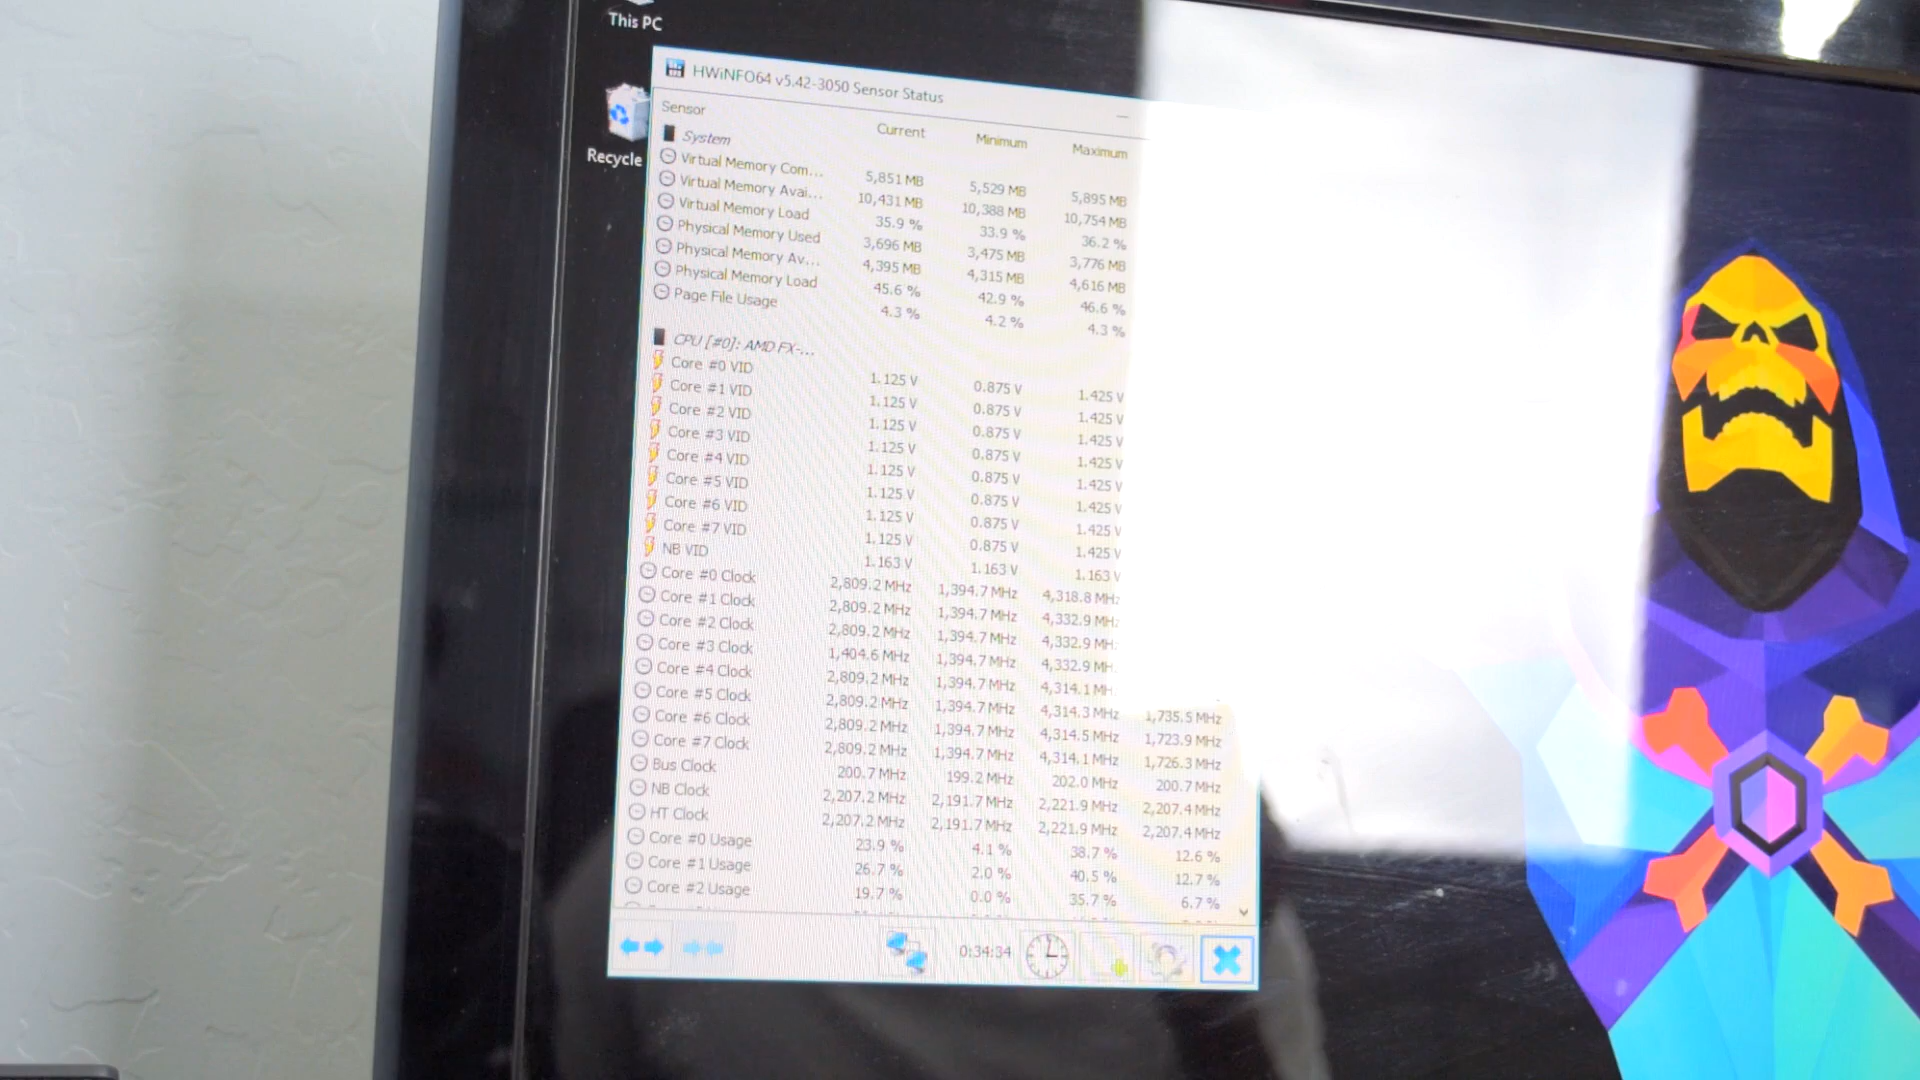 This PC
Recycle
HWiNFO64 v5.42-3050 Sensor Status
Sensor Current Minimum Maximum
System
Virtual Memory Com... 5,851 MB 5,529 MB 5,895 MB
Virtual Memory Avai... 10,431 MB 10,388 MB 10,754 MB
Virtual Memory Load 35.9 % 33.9 % 36.2 %
Physical Memory Used 3,696 MB 3,475 MB 3,776 MB
Physical Memory Av... 4,395 MB 4,315 MB 4,616 MB
Physical Memory Load 45.6 % 42.9 % 46.6 %
Page File Usage 4.3 % 4.2 % 4.3 %
CPU [#0]: AMD FX-...
Core #0 VID 1.125 V 0.875 V 1.425 V
Core #1 VID 1.125 V 0.875 V 1.425 V
Core #2 VID 1.125 V 0.875 V 1.425 V
Core #3 VID 1.125 V 0.875 V 1.425 V
Core #4 VID 1.125 V 0.875 V 1.425 V
Core #5 VID 1.125 V 0.875 V 1.425 V
Core #6 VID 1.125 V 0.875 V 1.425 V
Core #7 VID 1.125 V 0.875 V 1.425 V
NB VID 1.163 V 1.163 V 1.163 V
Core #0 Clock 2,809.2 MHz 1,394.7 MHz 4,318.8 MHz
Core #1 Clock 2,809.2 MHz 1,394.7 MHz 4,332.9 MHz
Core #2 Clock 2,809.2 MHz 1,394.7 MHz 4,332.9 MH
Core #3 Clock 1,404.6 MHz 1,394.7 MHz 4,332.9 MH
Core #4 Clock 2,809.2 MHz 1,394.7 MHz 4,314.1 MH
Core #5 Clock 2,809.2 MHz 1,394.7 MHz 4,314.3 MHz 1,735.5 MHz
Core #6 Clock 2,809.2 MHz 1,394.7 MHz 4,314.5 MHz 1,723.9 MHz
Core #7 Clock 2,809.2 MHz 1,394.7 MHz 4,314.1 MHz 1,726.3 MHz
Bus Clock 200.7 MHz 199.2 MHz 202.0 MHz 200.7 MHz
NB Clock 2,207.2 MHz 2,191.7 MHz 2,221.9 MHz 2,207.4 MHz
HT Clock 2,207.2 MHz 2,191.7 MHz 2,221.9 MHz 2,207.4 MHz
Core #0 Usage 23.9 % 4.1 % 38.7 % 12.6 %
Core #1 Usage 26.7 % 2.0 % 40.5 % 12.7 %
Core #2 Usage 19.7 % 0.0 % 35.7 % 6.7 %
0:34:34